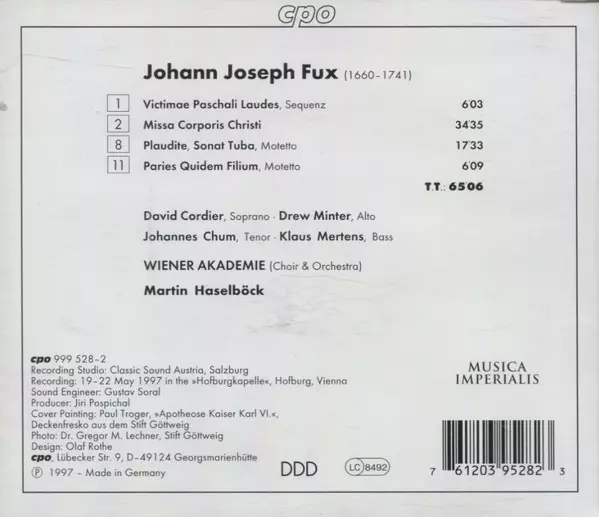 cpo
Johann Joseph Fux (1660-1741)
1 Victimae Paschali Laudes, Sequenz 6'03
2 Missa Corporis Christi 34'35
8 Plaudite, Sonat Tuba, Motetto 17'33
11 Paries Quidem Filium, Motetto 6'09
T.T.: 65'06
David Cordier, Soprano · Drew Minter, Alto
Johannes Chum, Tenor · Klaus Mertens, Bass
WIENER AKADEMIE (Choir & Orchestra)
Martin Haselböck
cpo 999 528-2
Recording Studio: Classic Sound Austria, Salzburg
Recording: 19-22 May 1997 in the »Hofburgkapelle«, Hofburg, Vienna
Sound Engineer: Gustav Soral
Producer: Jiri Pospichal
Cover Painting: Paul Troger, »Apotheose Kaiser Karl VI.«,
Deckenfresko aus dem Stift Göttweig
Photo: Dr. Gregor M. Lechner, Stift Göttweig
Design: Olaf Rothe
cpo, Lübecker Str. 9, D-49124 Georgsmarienhütte
℗ 1997 - Made in Germany
DDD
LC 8492
MUSICA
IMPERIALIS
7 61203 95282 3